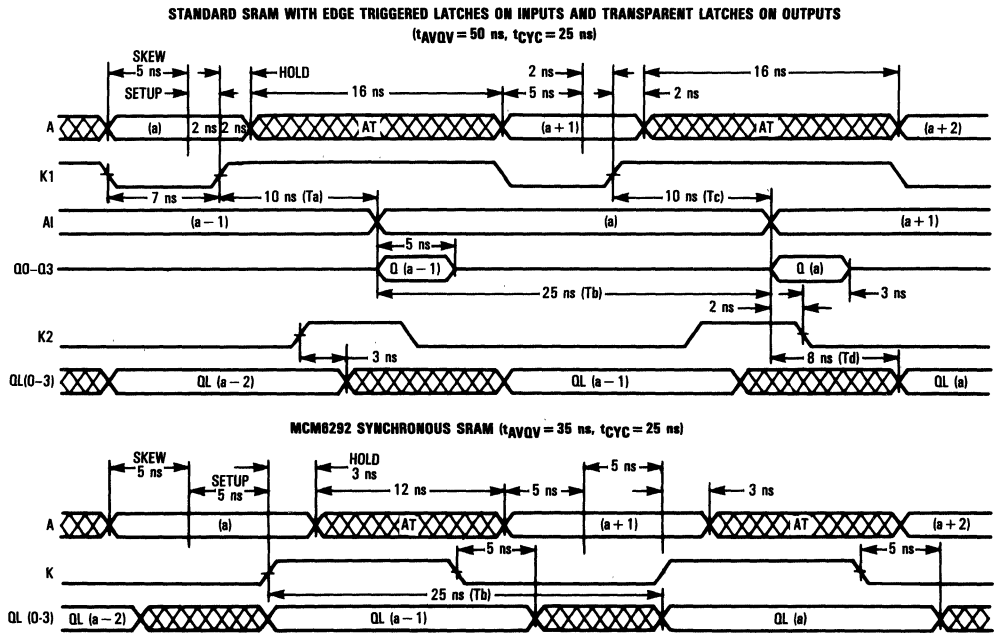 STANDARD SRAM WITH EDGE TRIGGERED LATCHES ON INPUTS AND TRANSPARENT LATCHES ON OUTPUTS
(tAVQV = 50 ns, tCYC = 25 ns)
SKEW
5 ns
HOLD
2 ns
16 ns
SETUP
16 ns
5 ns
2 ns
A
(a)
2 ns
2 ns
AT
(a + 1)
AT
(a + 2)
K1
7 ns
10 ns (Ta)
10 ns (Tc)
AI
(a − 1)
(a)
(a + 1)
5 ns
Q0–Q3
Q (a − 1)
Q (a)
25 ns (Tb)
3 ns
2 ns
K2
3 ns
8 ns (Td)
QL(0-3)
QL (a − 2)
QL (a − 1)
QL (a)
MCM6292 SYNCHRONOUS SRAM (tAVQV = 35 ns, tCYC = 25 ns)
SKEW
5 ns
HOLD
3 ns
5 ns
SETUP
5 ns
12 ns
5 ns
3 ns
A
(a)
AT
(a + 1)
AT
(a + 2)
5 ns
5 ns
K
25 ns (Tb)
QL (0-3)
QL (a − 2)
QL (a − 1)
QL (a)